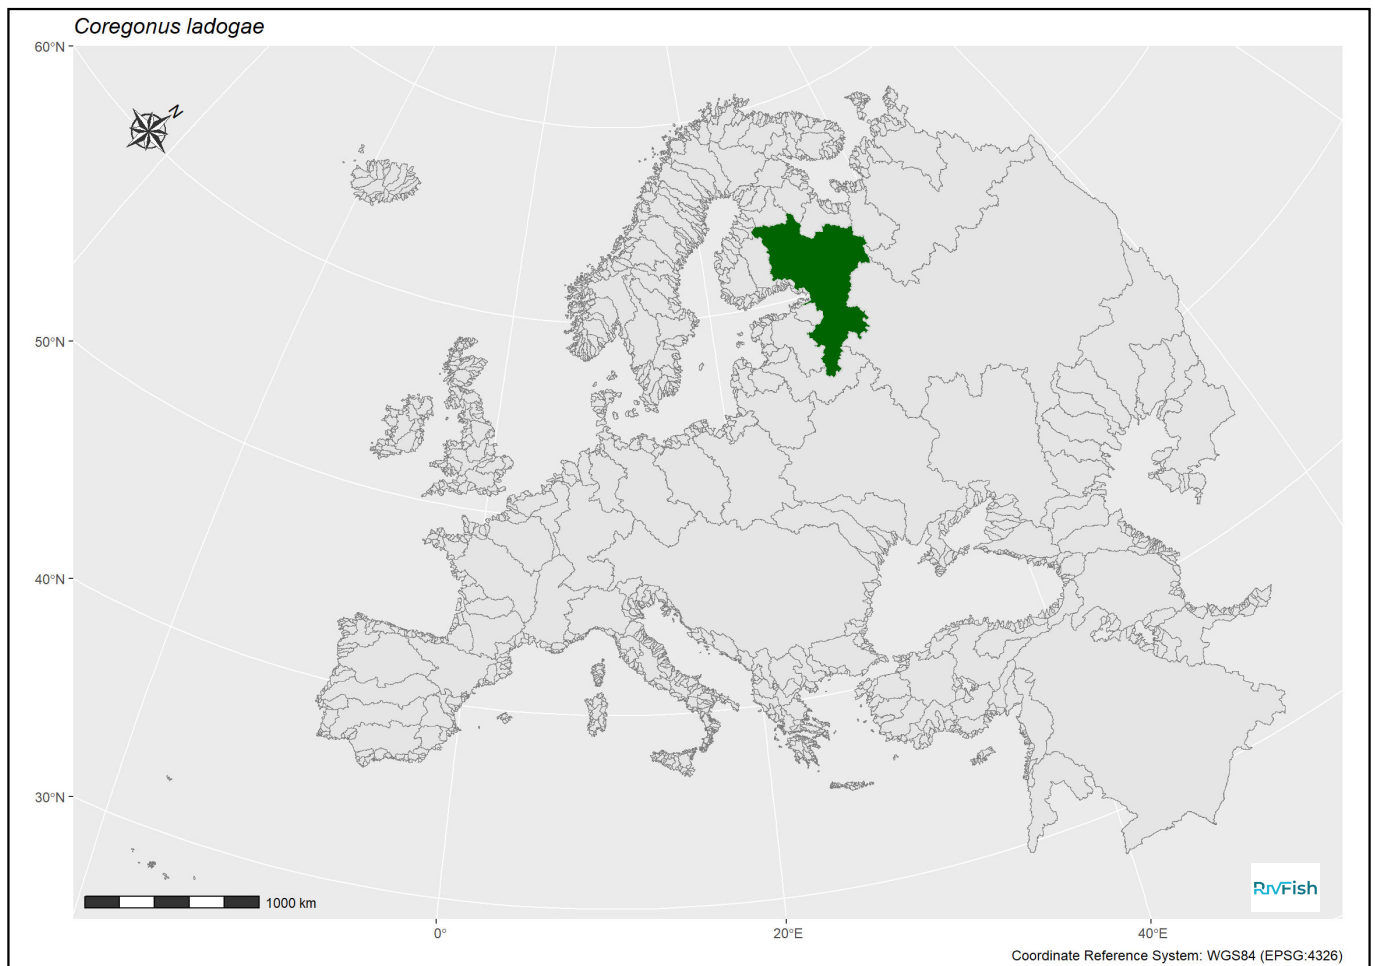 Coregonus ladogae
60°N
N
50°N
40°N
30°N
1000 km
RivFish
0°
20°E
40°E
Coordinate Reference System: WGS84 (EPSG:4326)